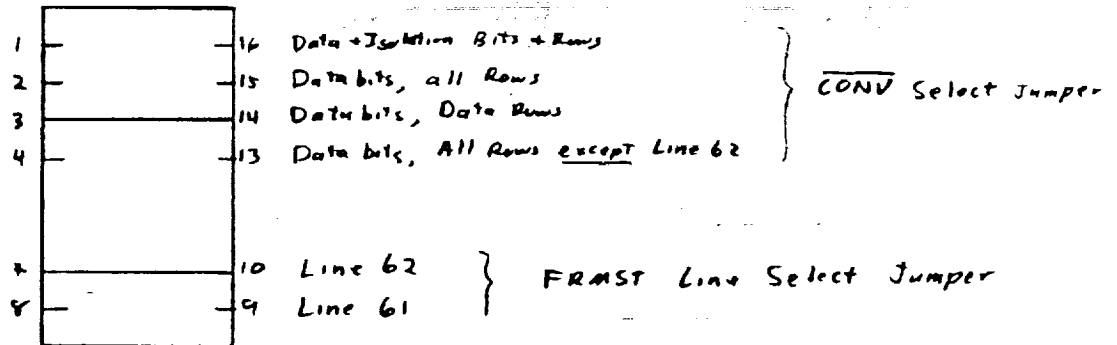 1 16 Data + Isolation Bits + Rows
2 15 Data bits, all Rows
CONV Select Jumper
3 14 Data bits, Data Rows
4 13 Data bits, All Rows except Line 62
7 10 Line 62
FRMST Line Select Jumper
8 9 Line 61